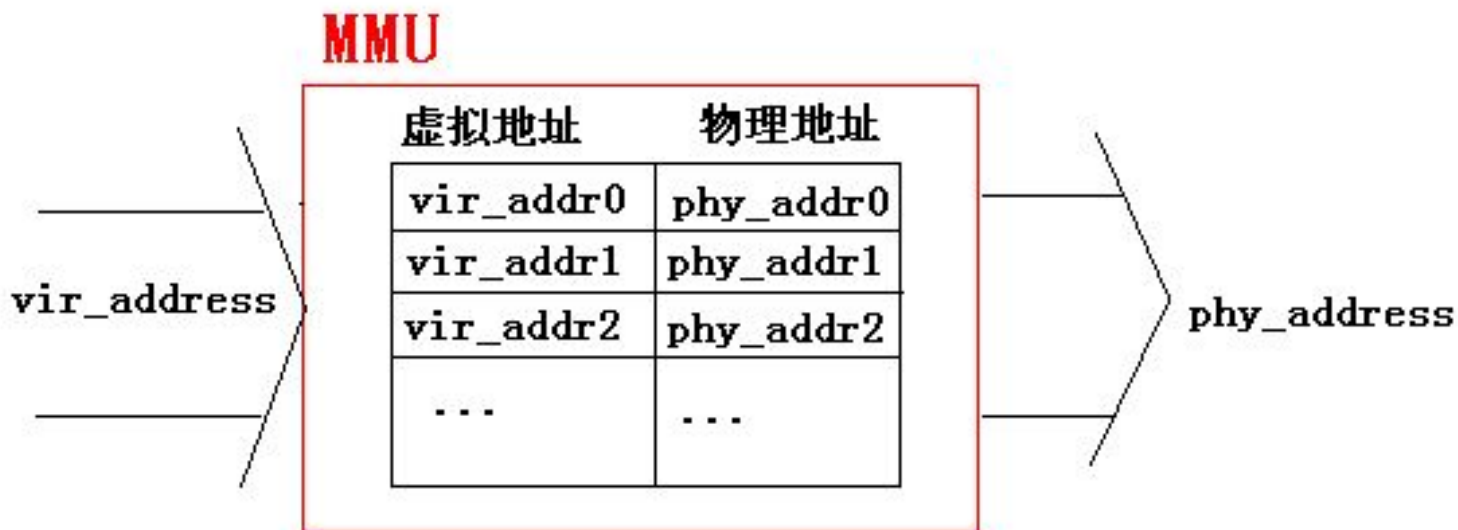 MMU
虚拟地址 物理地址
vir_addr0 phy_addr0
vir_addr1 phy_addr1
vir_address
vir_addr2 phy_addr2
phy_address
... ...